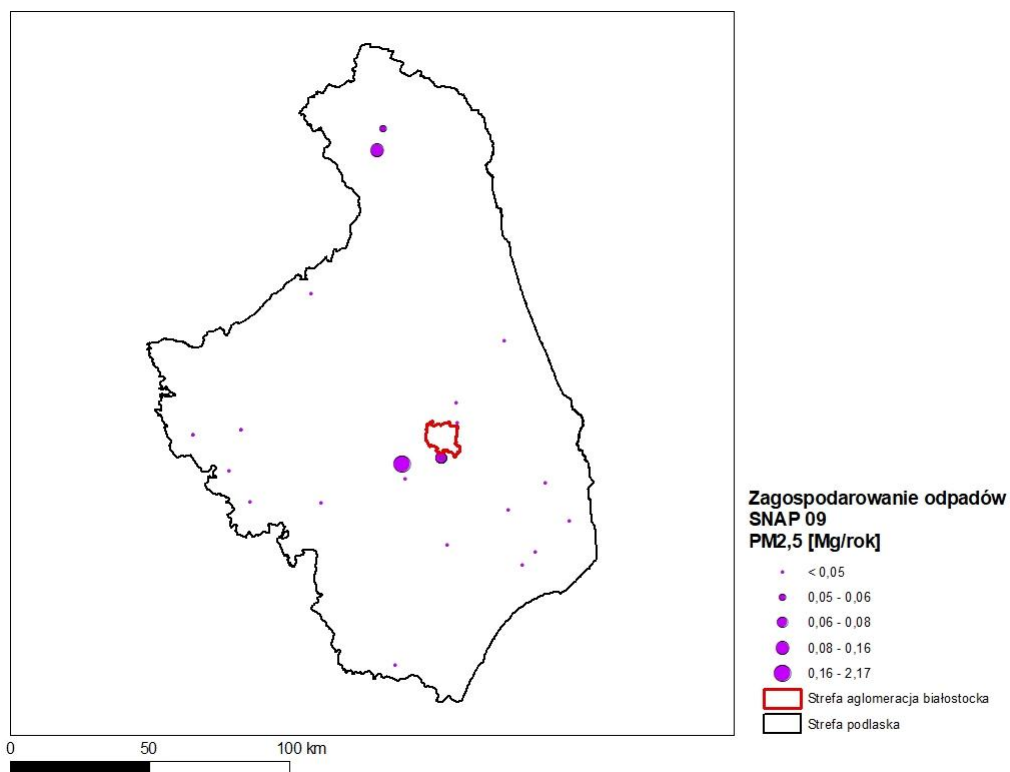 Zagospodarowanie odpadów
SNAP 09
PM2,5 [Mg/rok]
< 0,05
0,05 - 0,06
0,06 - 0,08
0,08 - 0,16
0,16 - 2,17
Strefa aglomeracja białostocka
Strefa podlaska
0 50 100 km